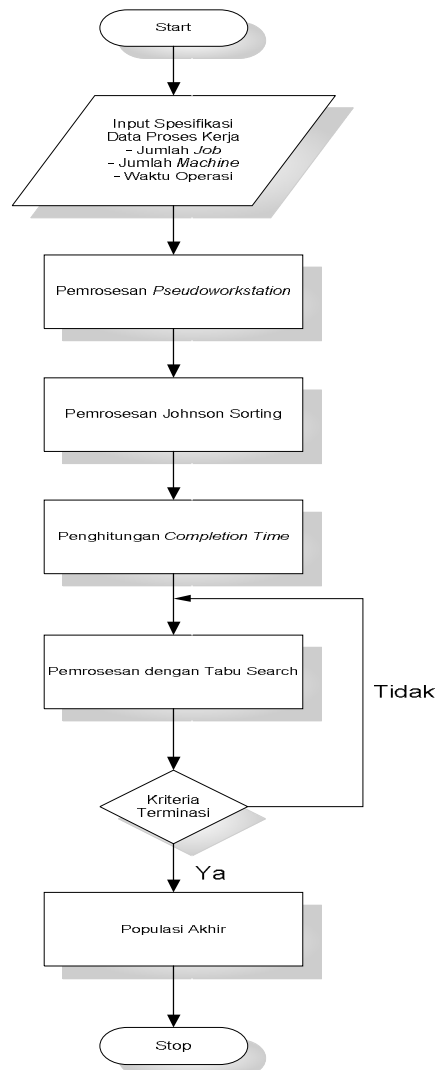 Start
Input Spesifikasi
Data Proses Kerja
- Jumlah Job
- Jumlah Machine
- Waktu Operasi
Pemrosesan Pseudoworkstation
Pemrosesan Johnson Sorting
Penghitungan Completion Time
Pemrosesan dengan Tabu Search
Tidak
Kriteria
Terminasi
Ya
Populasi Akhir
Stop